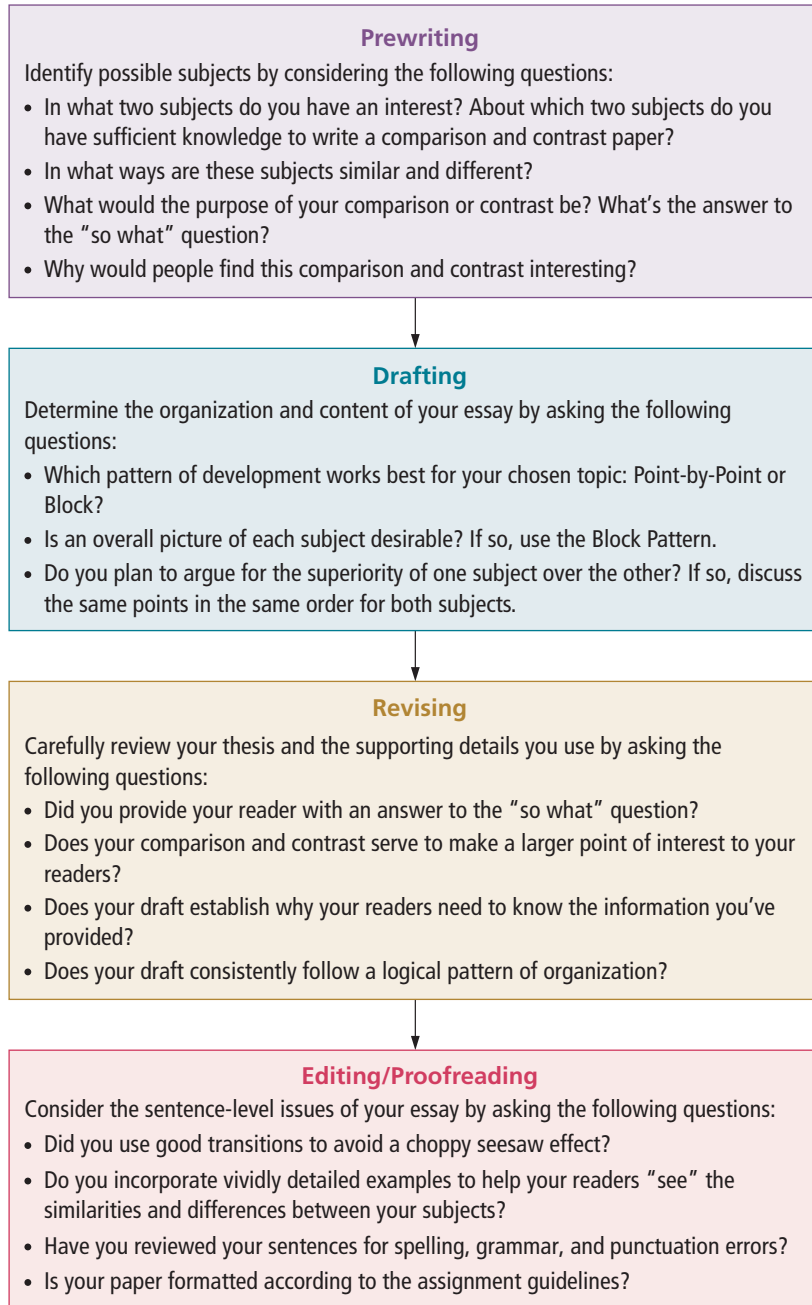 Prewriting
Identify possible subjects by considering the following questions:
• In what two subjects do you have an interest? About which two subjects do you
have sufficient knowledge to write a comparison and contrast paper?
• In what ways are these subjects similar and different?
• What would the purpose of your comparison or contrast be? What’s the answer to
the “so what” question?
• Why would people find this comparison and contrast interesting?
Drafting
Determine the organization and content of your essay by asking the following
questions:
• Which pattern of development works best for your chosen topic: Point-by-Point or
Block?
• Is an overall picture of each subject desirable? If so, use the Block Pattern.
• Do you plan to argue for the superiority of one subject over the other? If so, discuss
the same points in the same order for both subjects.
Revising
Carefully review your thesis and the supporting details you use by asking the
following questions:
• Did you provide your reader with an answer to the “so what” question?
• Does your comparison and contrast serve to make a larger point of interest to your
readers?
• Does your draft establish why your readers need to know the information you’ve
provided?
• Does your draft consistently follow a logical pattern of organization?
Editing/Proofreading
Consider the sentence-level issues of your essay by asking the following questions:
• Did you use good transitions to avoid a choppy seesaw effect?
• Do you incorporate vividly detailed examples to help your readers “see” the
similarities and differences between your subjects?
• Have you reviewed your sentences for spelling, grammar, and punctuation errors?
• Is your paper formatted according to the assignment guidelines?